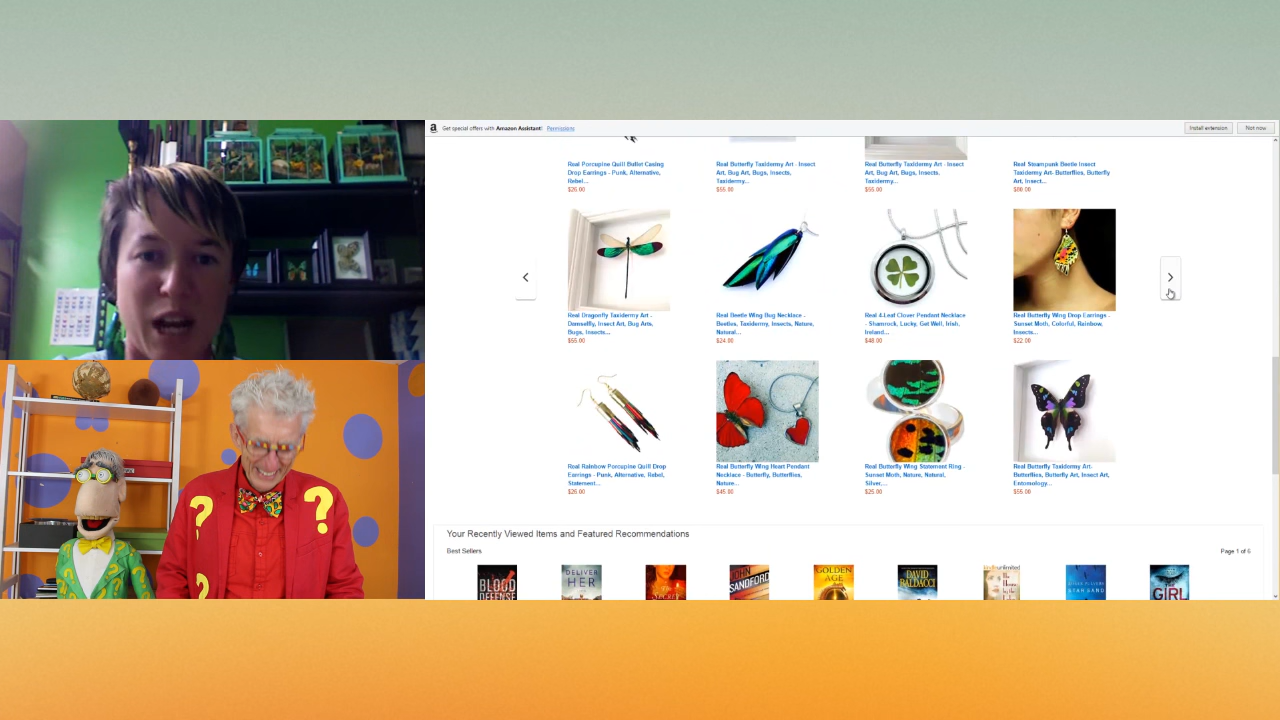 Get special offers with Amazon Assistant! Permissions
Install extension
Not now
Real Porcupine Quill Bullet Casing
Drop Earrings - Punk, Alternative,
Rebel...
$26.00
Real Butterfly Taxidermy Art - Insect
Art, Bug Art, Bugs, Insects,
Taxidermy...
$55.00
Real Butterfly Taxidermy Art - Insect
Art, Bug Art, Bugs, Insects,
Taxidermy...
$55.00
Real Steampunk Beetle Insect
Taxidermy Art- Butterflies, Butterfly
Art, Insect...
$80.00
Real Dragonfly Taxidermy Art -
Damselfly, Insect Art, Bug Arts,
Bugs, Insects...
$55.00
Real Beetle Wing Bug Necklace -
Beetles, Taxidermy, Insects, Nature,
Natural...
$24.00
Real 4-Leaf Clover Pendant Necklace
- Shamrock, Lucky, Get Well, Irish,
Ireland...
$48.00
Real Butterfly Wing Drop Earrings -
Sunset Moth, Colorful, Rainbow,
Insects...
$22.00
Real Rainbow Porcupine Quill Drop
Earrings - Punk, Alternative, Rebel,
Statement...
$26.00
Real Butterfly Wing Heart Pendant
Necklace - Butterfly, Butterflies,
Nature...
$45.00
Real Butterfly Wing Statement Ring -
Sunset Moth, Nature, Natural,
Silver,...
$25.00
Real Butterfly Taxidermy Art-
Butterflies, Butterfly Art, Insect Art,
Entomology...
$55.00
Your Recently Viewed Items and Featured Recommendations
Best Sellers
Page 1 of 6
BLOOD
DEFENSE
DELIVER
HER
SECRET
JOHN
SANDFORD
GOLDEN
AGE
DAVID
BALDACCI
kindleunlimited
STAR SAND
THE
GIRL
? ? ?